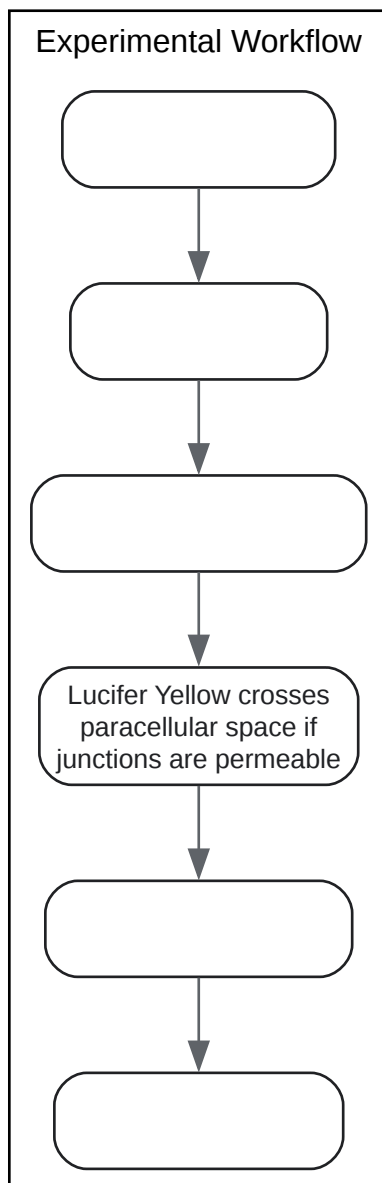 Experimental Workflow
Lucifer Yellow crosses
paracellular space if
junctions are permeable